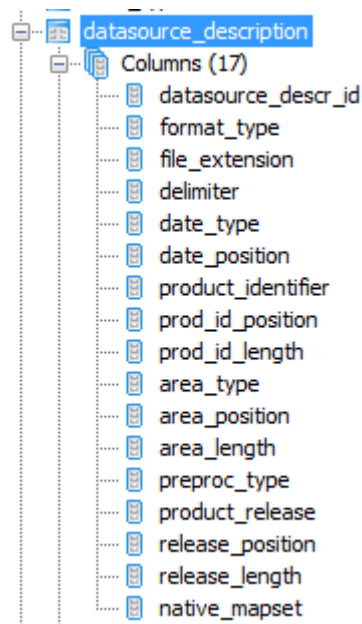 datasource_description
Columns (17)
datasource_descr_id
format_type
file_extension
delimiter
date_type
date_position
product_identifier
prod_id_position
prod_id_length
area_type
area_position
area_length
preproc_type
product_release
release_position
release_length
native_mapset